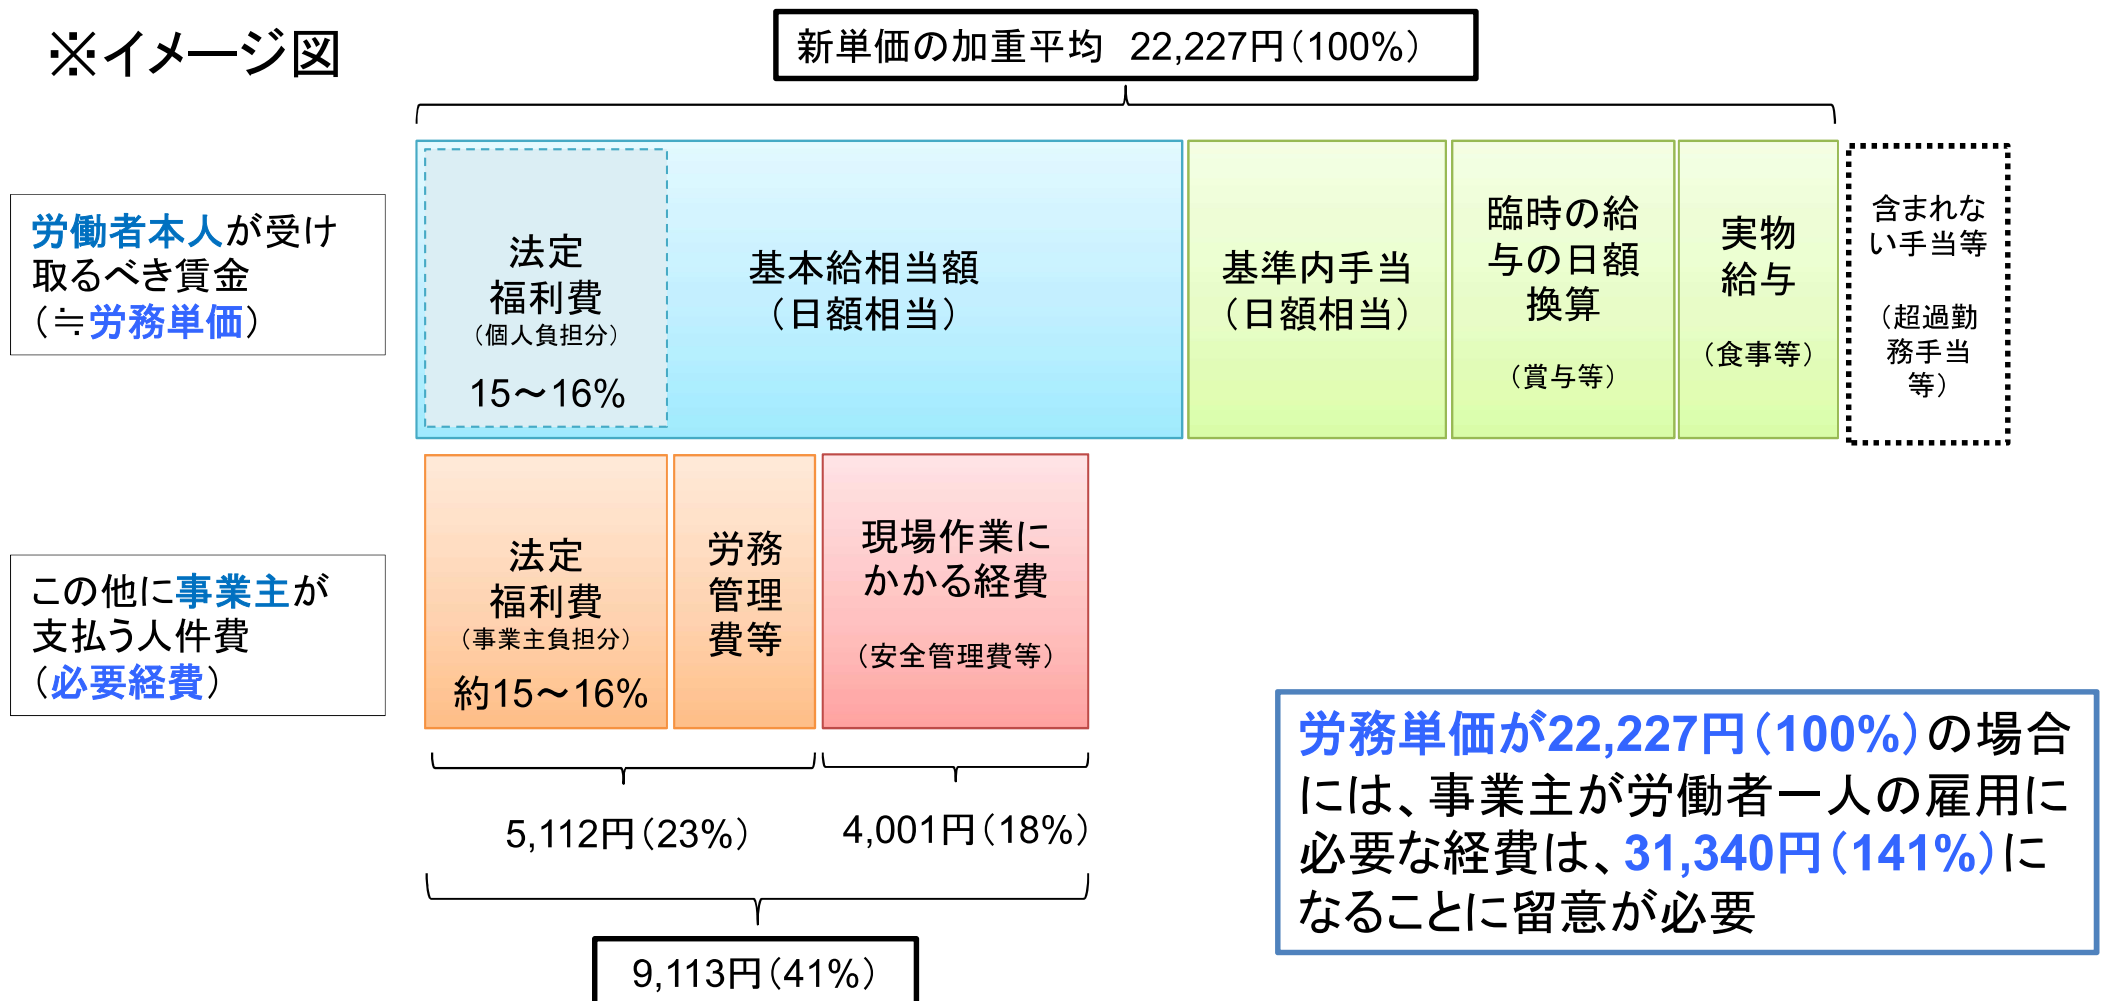 ※イメージ図
新単価の加重平均　22,227円（100%）
労働者本人が受け
取るべき賃金
（≒労務単価）
法定
福利費
（個人負担分）
15～16%
基本給相当額
（日額相当）
基準内手当
（日額相当）
臨時の給
与の日額
換算
（賞与等）
実物
給与
（食事等）
含まれな
い手当等
（超過勤
務手当
等）
この他に事業主が
支払う人件費
（必要経費）
法定
福利費
（事業主負担分）
約15～16%
労務
管理
費等
現場作業に
かかる経費
（安全管理費等）
5,112円（23%）
4,001円（18%）
9,113円（41%）
労務単価が22,227円（100%）の場合
には、事業主が労働者一人の雇用に
必要な経費は、31,340円（141%）に
なることに留意が必要